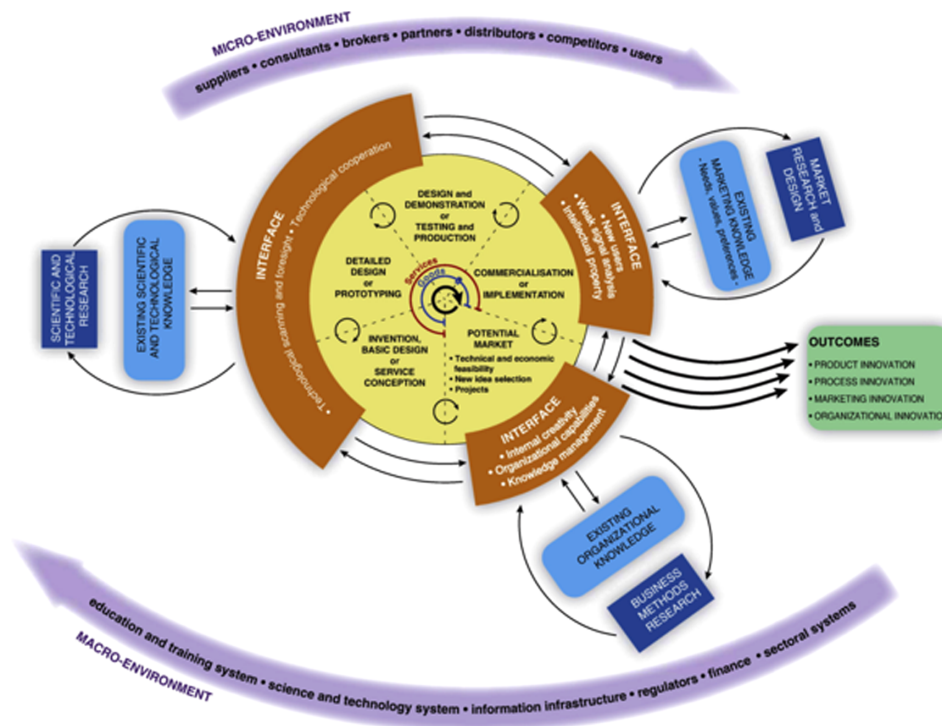 MICRO-ENVIRONMENT
suppliers • consultants • brokers • partners • distributors • competitors • users
INTERFACE
• Technological scanning and foresight • Technological cooperation
SCIENTIFIC AND
TECHNOLOGICAL
RESEARCH
EXISTING SCIENTIFIC
AND TECHNOLOGICAL
KNOWLEDGE
DESIGN and
DEMONSTRATION
or
TESTING and
PRODUCTION
DETAILED
DESIGN
or
PROTOTYPING
Services
Goods
COMMERCIALISATION
or
IMPLEMENTATION
INVENTION,
BASIC DESIGN
or
SERVICE
CONCEPTION
POTENTIAL
MARKET
• Technical and economic
feasibility
• New idea selection
• Projects
INTERFACE
• New users
• Weak signal analysis
• Intellectual property
EXISTING
MARKETING KNOWLEDGE
- Needs, values, preferences -
MARKET
RESEARCH and
DESIGN
OUTCOMES
• PRODUCT INNOVATION
• PROCESS INNOVATION
• MARKETING INNOVATION
• ORGANIZATIONAL INNOVATIO
INTERFACE
• Internal creativity
• Organizational capabilities
• Knowledge management
EXISTING
ORGANIZATIONAL
KNOWLEDGE
BUSINESS
METHODS
RESEARCH
education and training system • science and technology system • information infrastructure • regulators • finance • sectoral systems
MACRO-ENVIRONMENT